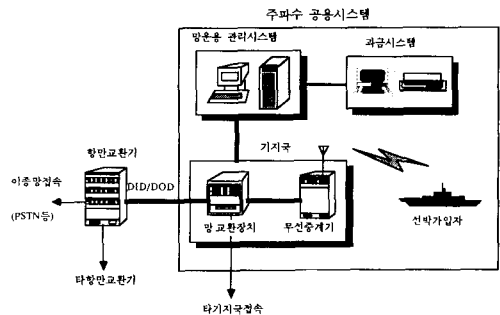 주파수 공용시스템
망운용 관리시스템
과금시스템
기지국
항만교환기
이종망접속
DID/DOD
(PSTN등)
망 교환장치
무선중계기
선박가입자
타항만교환기
타기지국접속